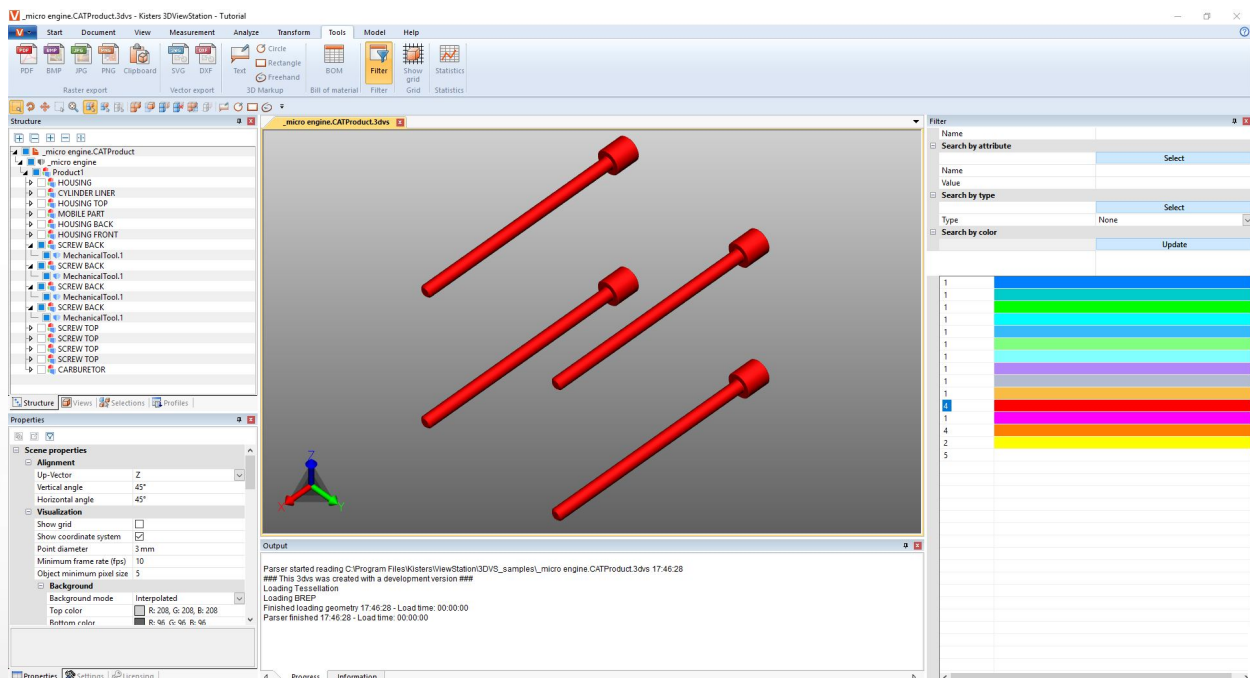 _micro engine.CATProduct.3dvs - Kisters 3DViewStation - Tutorial
V
Start Document View Measurement Analyze Transform Tools Model Help
PDF BMP JPG PNG Clipboard SVG DXF Text BOM Filter Show grid Statistics
Circle
Rectangle
Freehand
Raster export Vector export 3D Markup Bill of material Filter Grid Statistics
Structure
_micro engine.CATProduct
_micro engine
Product1
HOUSING
CYLINDER LINER
HOUSING TOP
MOBILE PART
HOUSING BACK
HOUSING FRONT
SCREW BACK
MechanicalTool.1
SCREW BACK
MechanicalTool.1
SCREW BACK
MechanicalTool.1
SCREW BACK
MechanicalTool.1
SCREW TOP
SCREW TOP
SCREW TOP
SCREW TOP
CARBURETOR
Structure Views Selections Profiles
Properties
Scene properties
Alignment
Up-Vector Z
Vertical angle 45°
Horizontal angle 45°
Visualization
Show grid
Show coordinate system
Point diameter 3 mm
Minimum frame rate (fps) 10
Object minimum pixel size 5
Background
Background mode Interpolated
Top color R: 208, G: 208, B: 208
Bottom color R: 96, G: 96, B: 96
Properties Settings Licensing
_micro engine.CATProduct.3dvs
Z
X
Y
Output
Parser started reading C:\Program Files\Kisters\ViewStation\3DVS_samples\_micro engine.CATProduct.3dvs 17:46:28
### This 3dvs was created with a development version ###
Loading Tessellation
Loading BREP
Finished loading geometry 17:46:28 - Load time: 00:00:00
Parser finished 17:46:28 - Load time: 00:00:00
Progress Information
Filter
Name
Search by attribute
Select
Name
Value
Search by type
Select
Type None
Search by color
Update
1
1
1
1
1
1
1
1
1
1
4
1
4
2
5